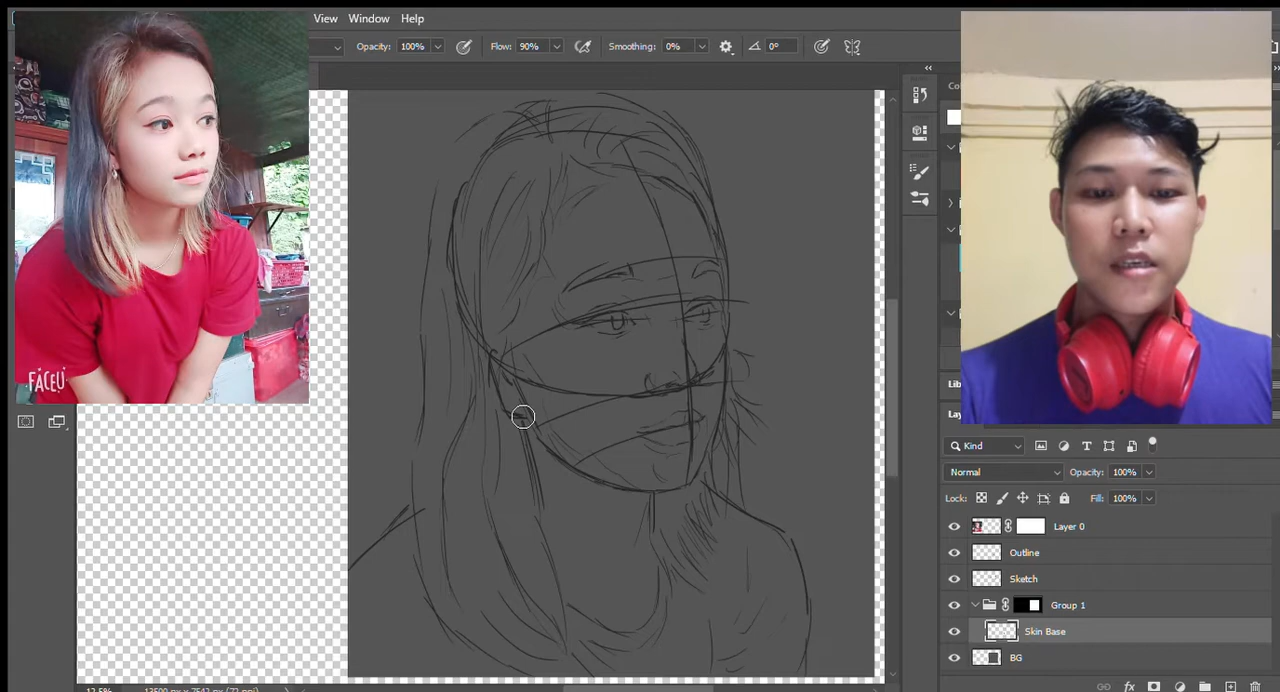 View Window Help
Opacity: 100% Flow: 90% Smoothing: 0% 0°
FACEU
Kind
Normal Opacity: 100%
Lock: Fill: 100%
Layer 0
Outline
Sketch
Group 1
Skin Base
BG